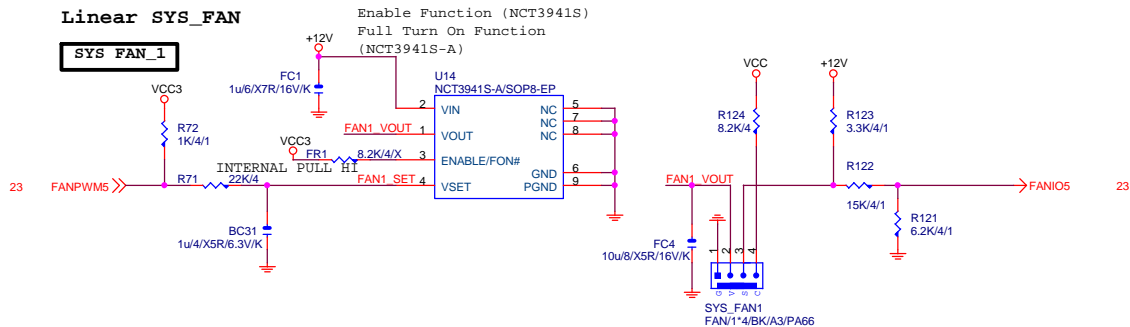 Linear SYS_FAN
SYS FAN_1
Enable Function (NCT3941S)
Full Turn On Function
(NCT3941S-A)
+12V
FC1
1u/6/X7R/16V/K
U14
NCT3941S-A/SOP8-EP
2 VIN
1 VOUT
3 ENABLE/FON#
4 VSET
NC 5
NC 7
NC 8
GND 6
PGND 9
FAN1_VOUT
VCC3
FR1 8.2K/4/X
INTERNAL PULL HI
FAN1_SET
VCC3
R72
1K/4/1
23 FANPWM5
R71 22K/4
BC31
1u/4/X5R/6.3V/K
VCC
R124
8.2K/4
+12V
R123
3.3K/4/1
R122
15K/4/1
FANIO5 23
R121
6.2K/4/1
FAN1_VOUT
FC4
10u/8/X5R/16V/K
1 2 3 4
G V S C
SYS_FAN1
FAN/1*4/BK/A3/PA66